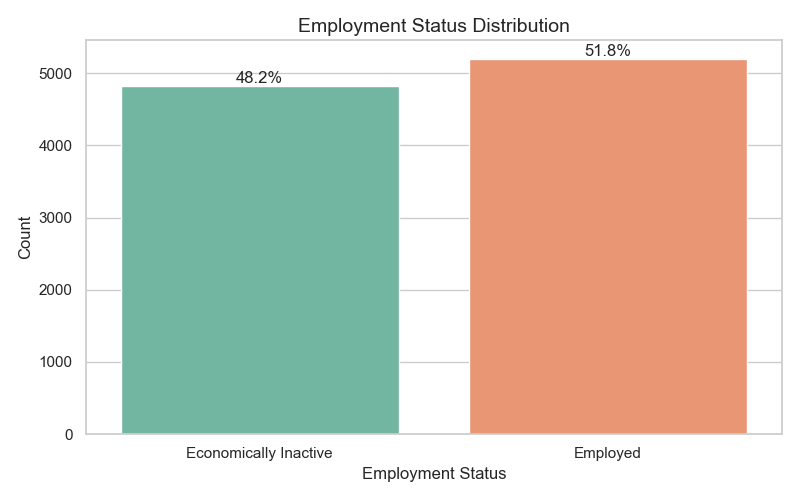 Employment Status Distribution
51.8%
48.2%
5000
4000
3000
2000
1000
0
Count
Economically Inactive
Employed
Employment Status